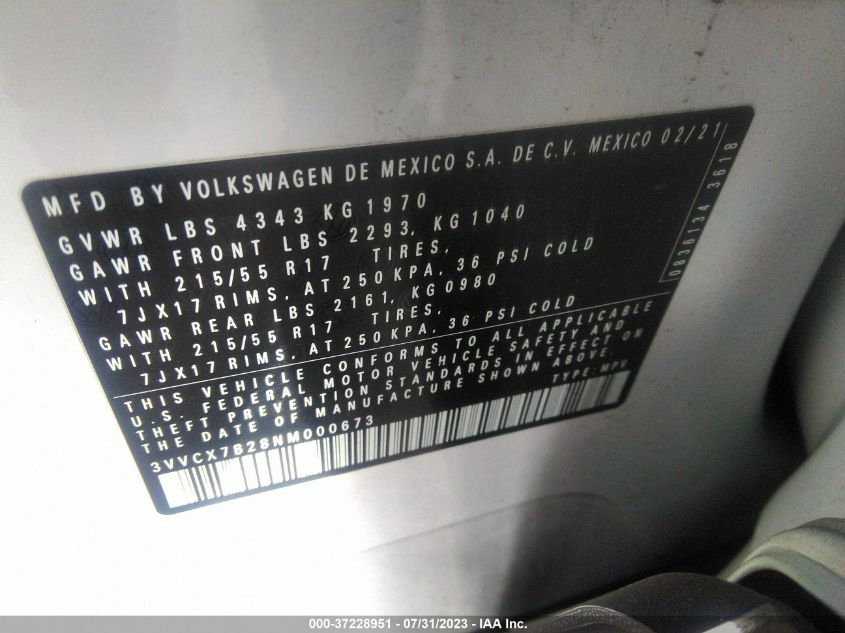 MFD BY VOLKSWAGEN DE MEXICO S.A. DE C.V. MEXICO 02/21
GVWR LBS 4343 KG 1970
GAWR FRONT LBS 2293, KG 1040
WITH 215/55 R17 TIRES,
7JX17 RIMS, AT 250 KPA, 36 PSI COLD
GAWR REAR LBS 2161, KG 0980
WITH 215/55 R17 TIRES,
7JX17 RIMS, AT 250 KPA, 36 PSI COLD
THIS VEHICLE CONFORMS TO ALL APPLICABLE
U.S. FEDERAL MOTOR VEHICLE SAFETY AND
THEFT PREVENTION STANDARDS IN EFFECT ON
THE DATE OF MANUFACTURE SHOWN ABOVE.
3VVCX7B28NM000673 TYPE: MPV
0836134 3618
000-37228951 - 07/31/2023 - IAA Inc.